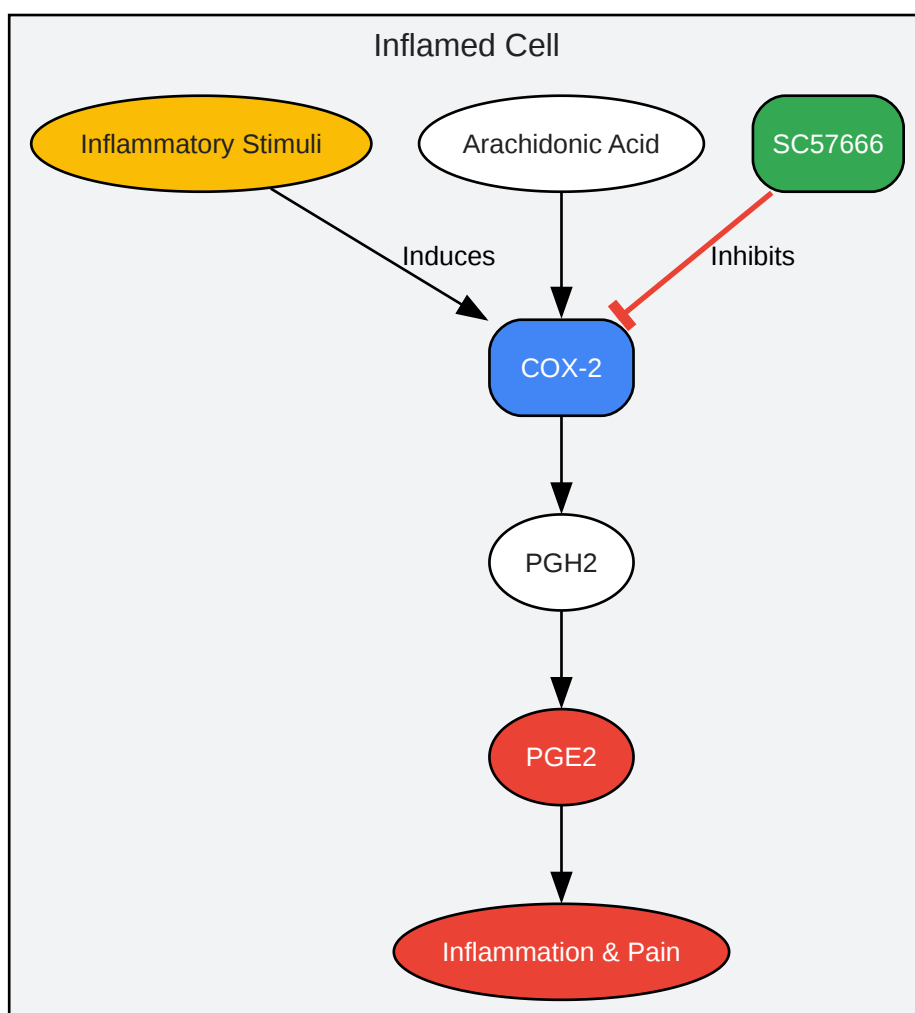 Inflamed Cell
Inflammatory Stimuli
Arachidonic Acid
SC57666
Induces
Inhibits
COX-2
PGH2
PGE2
Inflammation & Pain